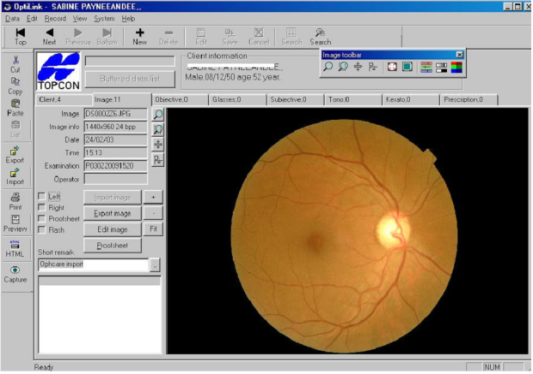 OptiLink - SABINE PAYNEEANDEE,,
Data Edit Record View System Help
Top Next Previous Bottom New Delete Edit Save Cancel Search Search
Client information
Image toolbar
Cut
Copy
Paste
List
Export
Import
Print
Preview
HTML
Capture
TOPCON
Buffered data list
SABINE PAYNEEANDEE,,
Male.08/12/50 age:52 year.
Client:4 Image:11 Objective:0 Glasses:0 Subjective:0 Tono:0 Kerato:0 Prescription:0
Image
Image info 1440x960 24 bpp
Date 24/02/03
Time 15:13
Examination P030220091520
Operator
Left Import image +
Right Export image -
Proofsheet
Flash Edit image Fit
Proofsheet
Short remark
Ophcare import ...
Ready NUM